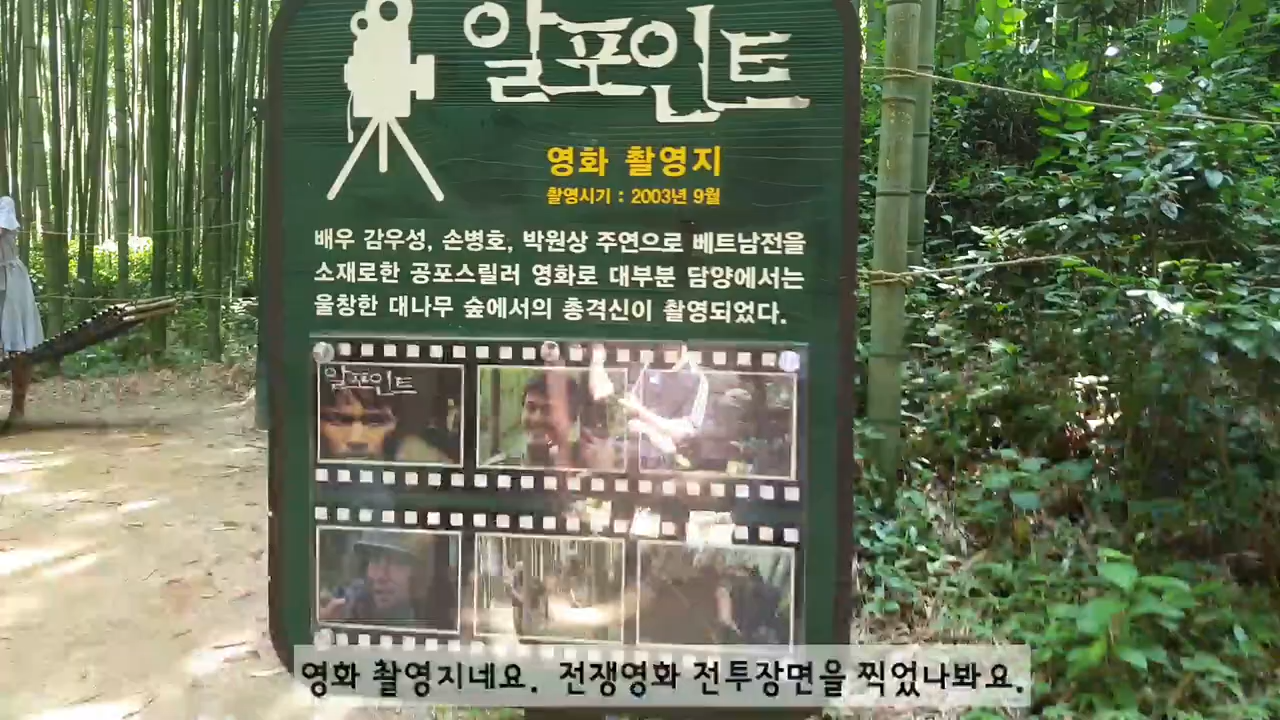 알포인트
영화 촬영지
촬영시기 : 2003년 9월
배우 감우성, 손병호, 박원상 주연으로 베트남전을
소재로한 공포스릴러 영화로 대부분 담양에서는
울창한 대나무 숲에서의 총격신이 촬영되었다.
알포인트
영화 촬영지네요. 전쟁영화 전투장면을 찍었나봐요.